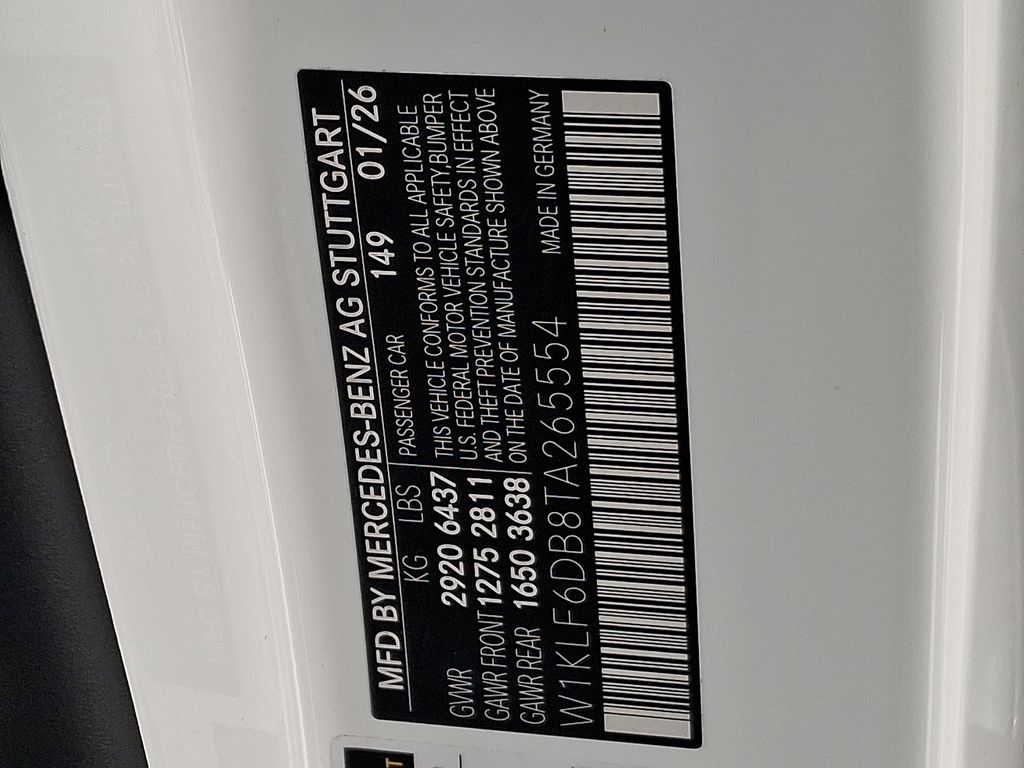 MFD BY MERCEDES-BENZ AG STUTTGART
KG LBS PASSENGER CAR 149 01/26
GVWR 2920 6437
GAWR FRONT 1275 2811
GAWR REAR 1650 3638
THIS VEHICLE CONFORMS TO ALL APPLICABLE
U.S. FEDERAL MOTOR VEHICLE SAFETY,BUMPER
AND THEFT PREVENTION STANDARDS IN EFFECT
ON THE DATE OF MANUFACTURE SHOWN ABOVE
W1KLF6DB8TA265554 MADE IN GERMANY